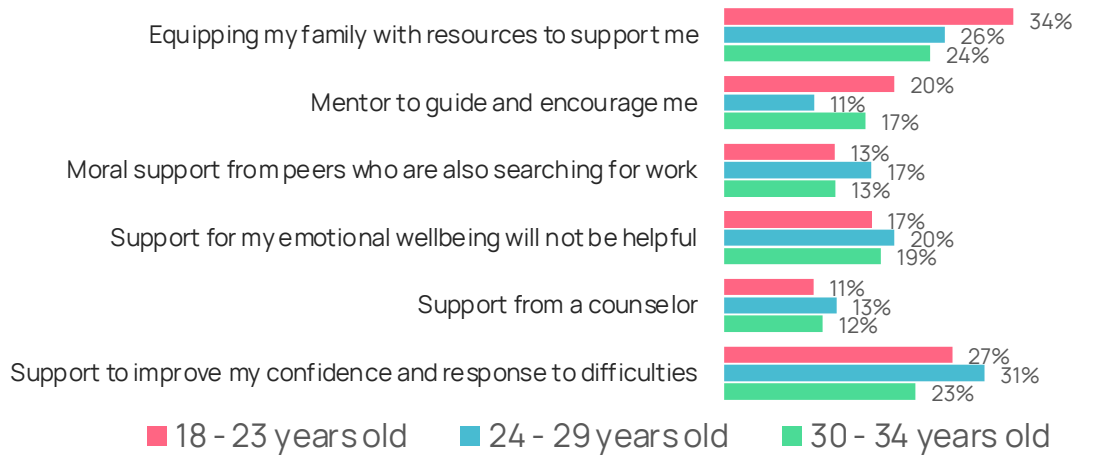 Equipping my family with resources to support me
34%
26%
24%
Mentor to guide and encourage me
20%
11%
17%
Moral support from peers who are also searching for work
13%
17%
13%
Support for my emotional wellbeing will not be helpful
17%
20%
19%
Support from a counselor
11%
13%
12%
Support to improve my confidence and response to difficulties
27%
31%
23%
18 - 23 years old
24 - 29 years old
30 - 34 years old